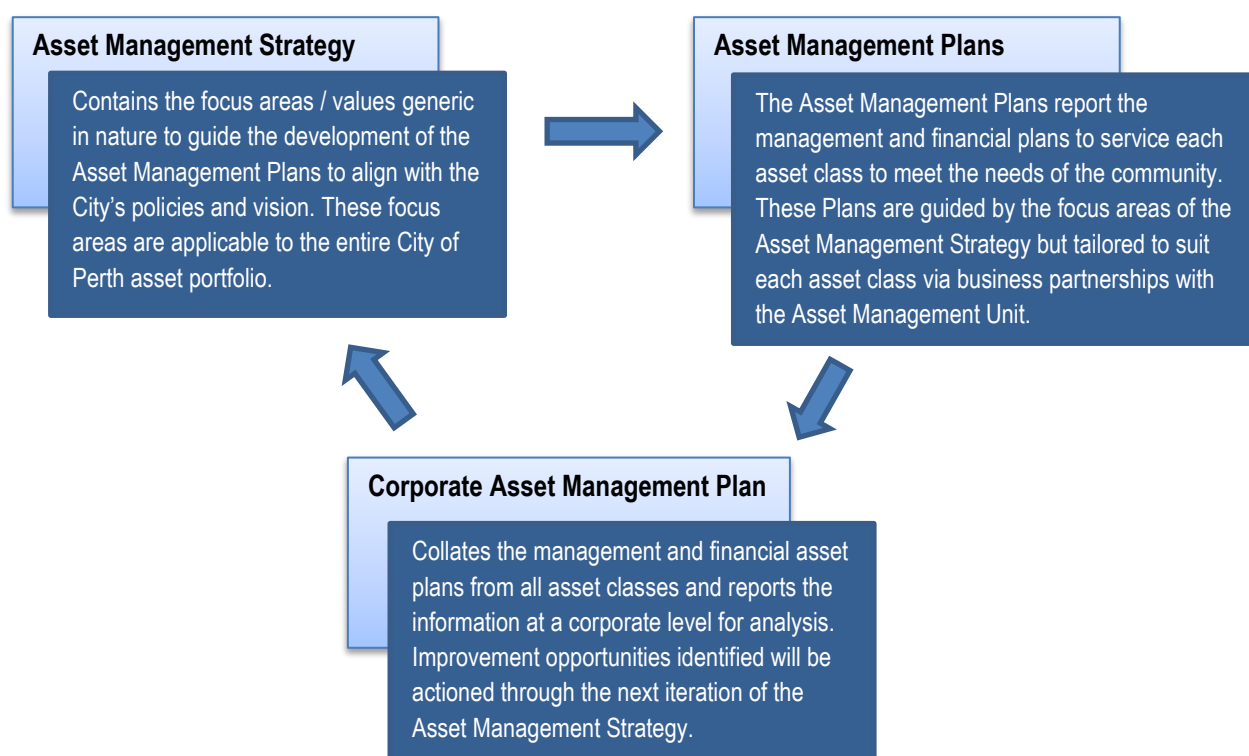 Asset Management Strategy
Contains the focus areas / values generic
in nature to guide the development of the
Asset Management Plans to align with the
City's policies and vision. These focus
areas are applicable to the entire City of
Perth asset portfolio.
Asset Management Plans
The Asset Management Plans report the
management and financial plans to service each
asset class to meet the needs of the community.
These Plans are guided by the focus areas of the
Asset Management Strategy but tailored to suit
each asset class via business partnerships with
the Asset Management Unit.
Corporate Asset Management Plan
Collates the management and financial asset
plans from all asset classes and reports the
information at a corporate level for analysis.
Improvement opportunities identified will be
actioned through the next iteration of the
Asset Management Strategy.